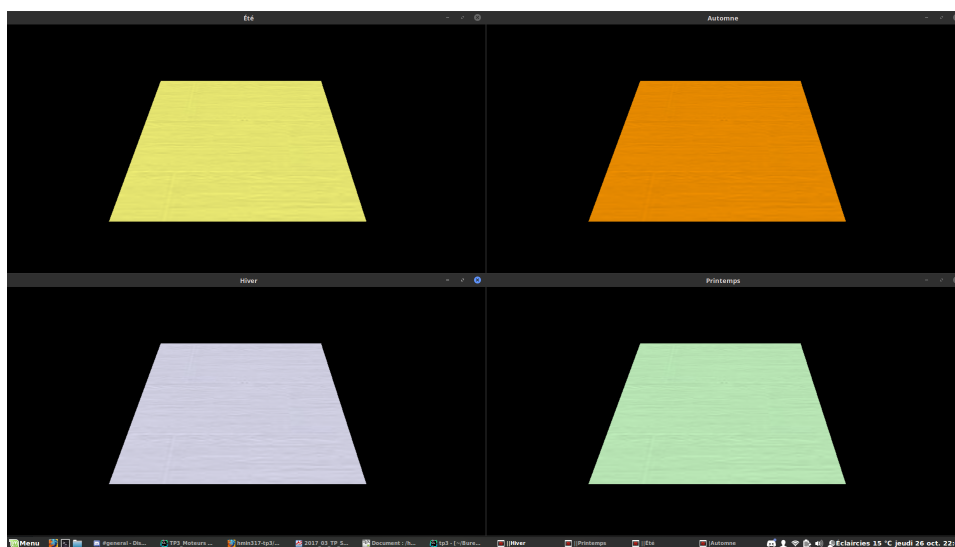 Été
Automne
Hiver
Printemps
Menu
#general - Dis...
TP3_Moteurs ...
hmin317-tp3/...
2017_03_TP_S...
Document : /h...
tp3 - [~/Bure...
||Hiver
||Printemps
||Été
||Automne
Eclaircies 15 °C jeudi 26 oct. 22: